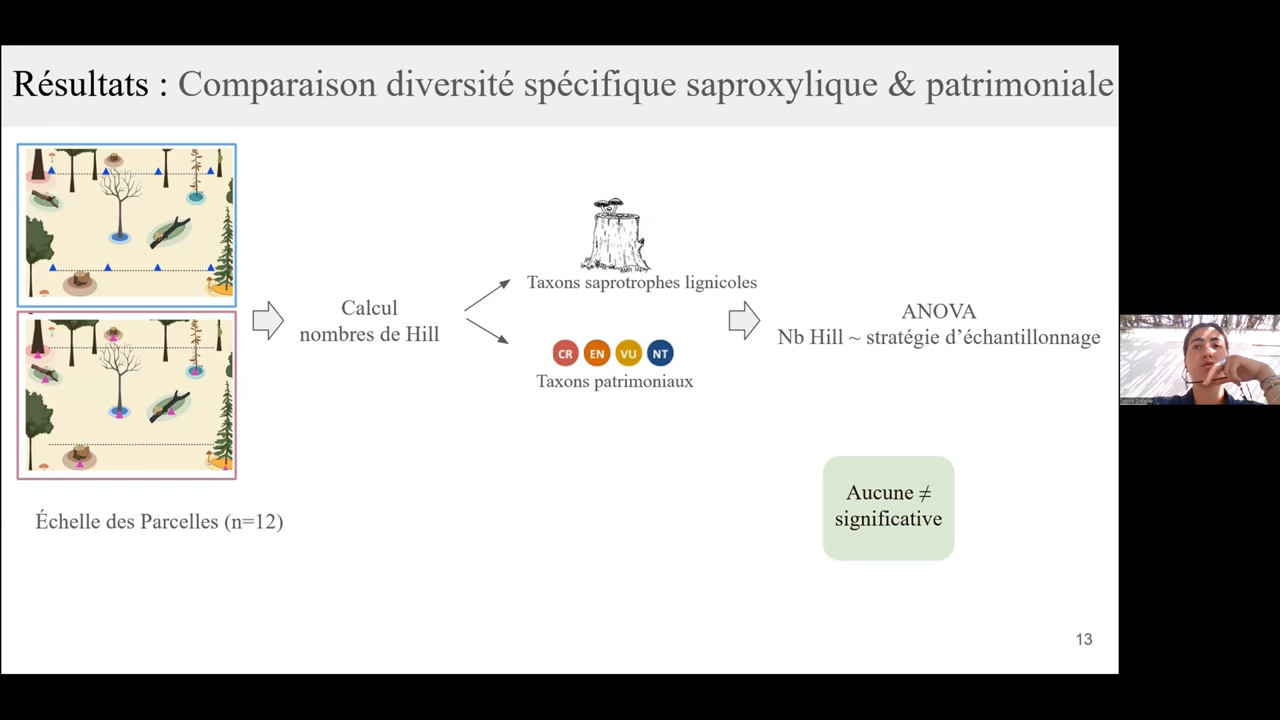 Résultats : Comparaison diversité spécifique saproxylique & patrimoniale
Calcul
nombres de Hill
Taxons saprotrophes lignicoles
CR EN VU NT
Taxons patrimoniaux
ANOVA
Nb Hill ~ stratégie d’échantillonnage
Échelle des Parcelles (n=12)
Aucune ≠
significative
13